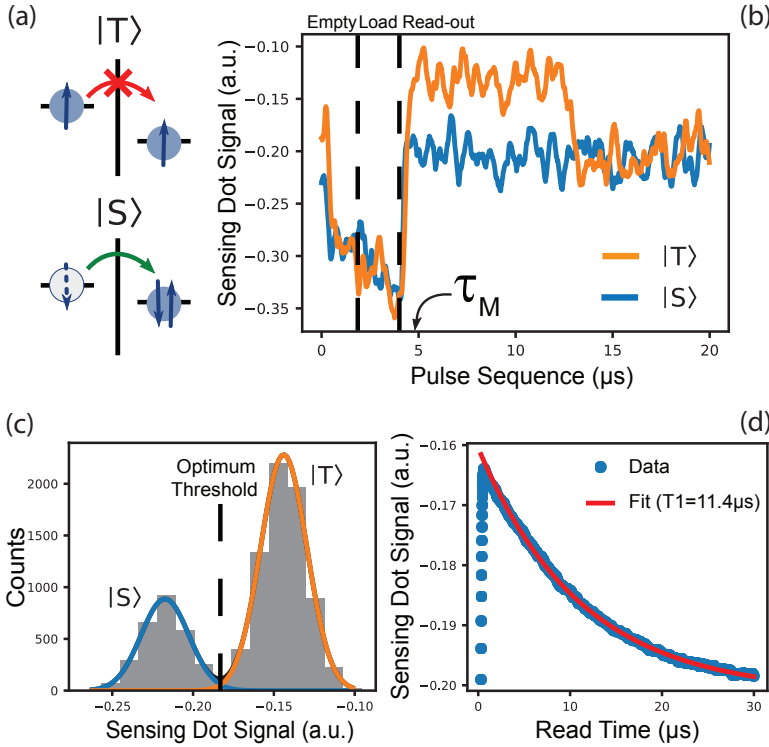 (a)
|T⟩
|S⟩
(b)
Empty Load Read-out
Sensing Dot Signal (a.u.)
−0.10
−0.15
−0.20
−0.25
−0.30
−0.35
|T⟩
|S⟩
τM
0 5 10 15 20
Pulse Sequence (µs)
(c)
Counts
2000
1500
1000
500
0
Optimum
Threshold
|T⟩
|S⟩
−0.25 −0.20 −0.15 −0.10
Sensing Dot Signal (a.u.)
(d)
Sensing Dot Signal (a.u.)
−0.16
−0.17
−0.18
−0.19
−0.20
Data
Fit (T1=11.4µs)
0 10 20 30
Read Time (µs)